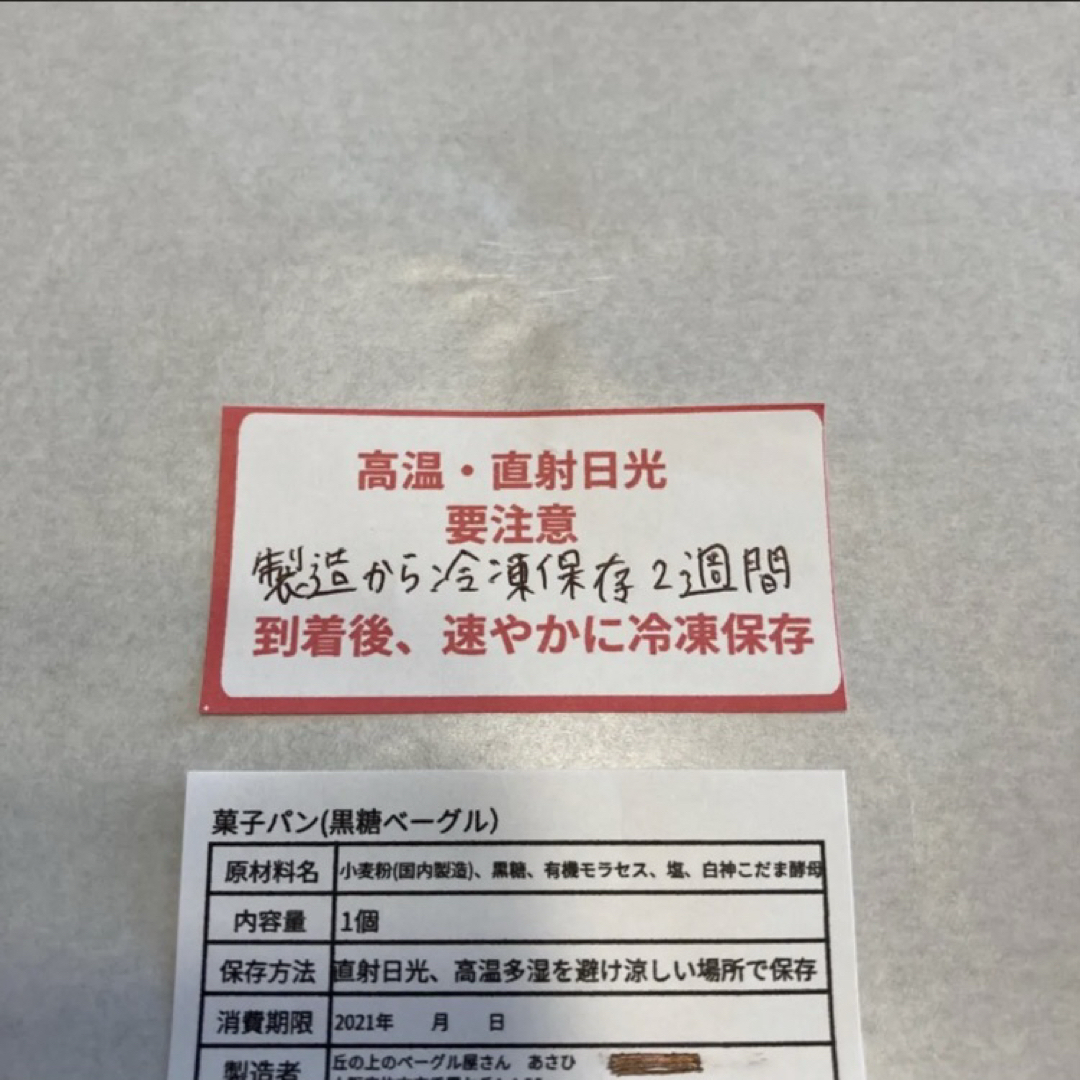 高温・直射日光
要注意
製造から冷凍保存2週間
到着後、速やかに冷凍保存
菓子パン(黒糖ベーグル)
原材料名 小麦粉(国内製造)、黒糖、有機モラセス、塩、白神こだま酵母
内容量 1個
保存方法 直射日光、高温多湿を避け涼しい場所で保存
消費期限 2021年 月 日
製造者 丘の上のベーグル屋さん あさひ